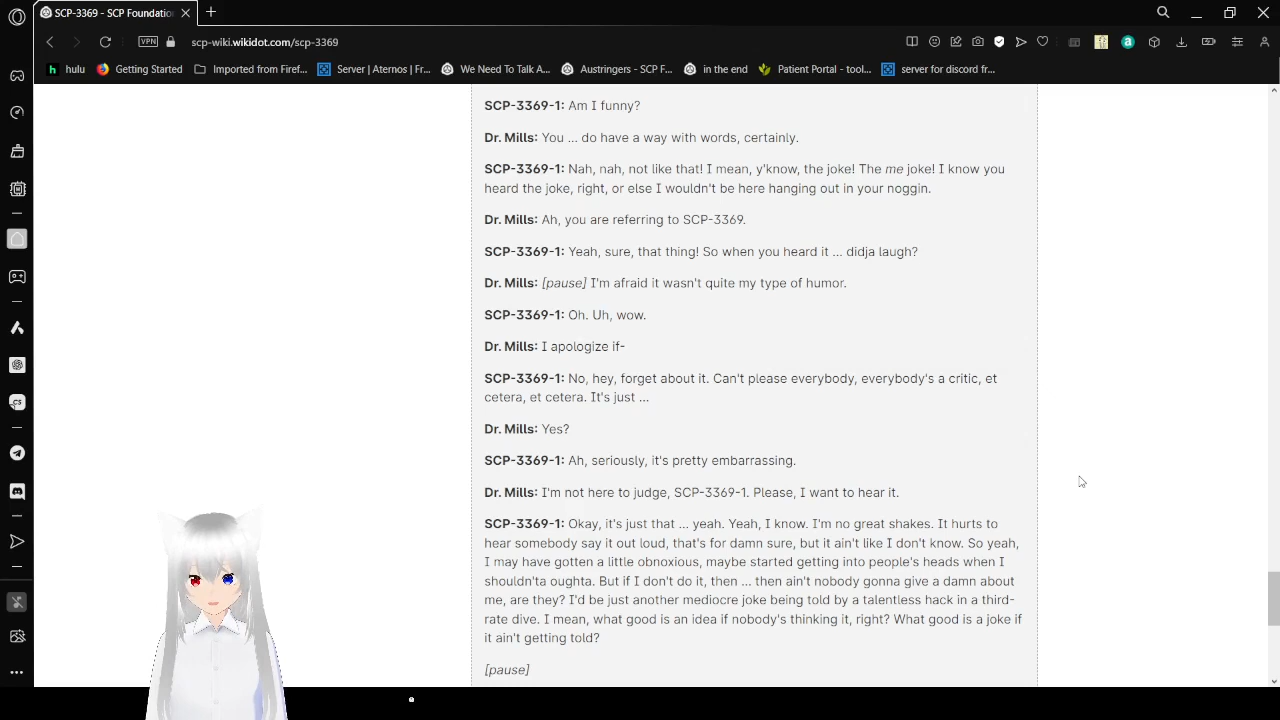 SCP-3369 - SCP Foundatio
VPN scp-wiki.wikidot.com/scp-3369
hulu Getting Started Imported from Firef... Server | Aternos | Fr... We Need To Talk A... Austringers - SCP F... in the end Patient Portal - tool... server for discord fr...
SCP-3369-1: Am I funny?
Dr. Mills: You ... do have a way with words, certainly.
SCP-3369-1: Nah, nah, not like that! I mean, y'know, the joke! The me joke! I know you
heard the joke, right, or else I wouldn't be here hanging out in your noggin.
Dr. Mills: Ah, you are referring to SCP-3369.
SCP-3369-1: Yeah, sure, that thing! So when you heard it ... didja laugh?
Dr. Mills: [pause] I'm afraid it wasn't quite my type of humor.
SCP-3369-1: Oh. Uh, wow.
Dr. Mills: I apologize if-
SCP-3369-1: No, hey, forget about it. Can't please everybody, everybody's a critic, et
cetera, et cetera. It's just ...
Dr. Mills: Yes?
SCP-3369-1: Ah, seriously, it's pretty embarrassing.
Dr. Mills: I'm not here to judge, SCP-3369-1. Please, I want to hear it.
SCP-3369-1: Okay, it's just that ... yeah. Yeah, I know. I'm no great shakes. It hurts to
hear somebody say it out loud, that's for damn sure, but it ain't like I don't know. So yeah,
I may have gotten a little obnoxious, maybe started getting into people's heads when I
shouldn'ta oughta. But if I don't do it, then ... then ain't nobody gonna give a damn about
me, are they? I'd be just another mediocre joke being told by a talentless hack in a third-
rate dive. I mean, what good is an idea if nobody's thinking it, right? What good is a joke if
it ain't getting told?
[pause]